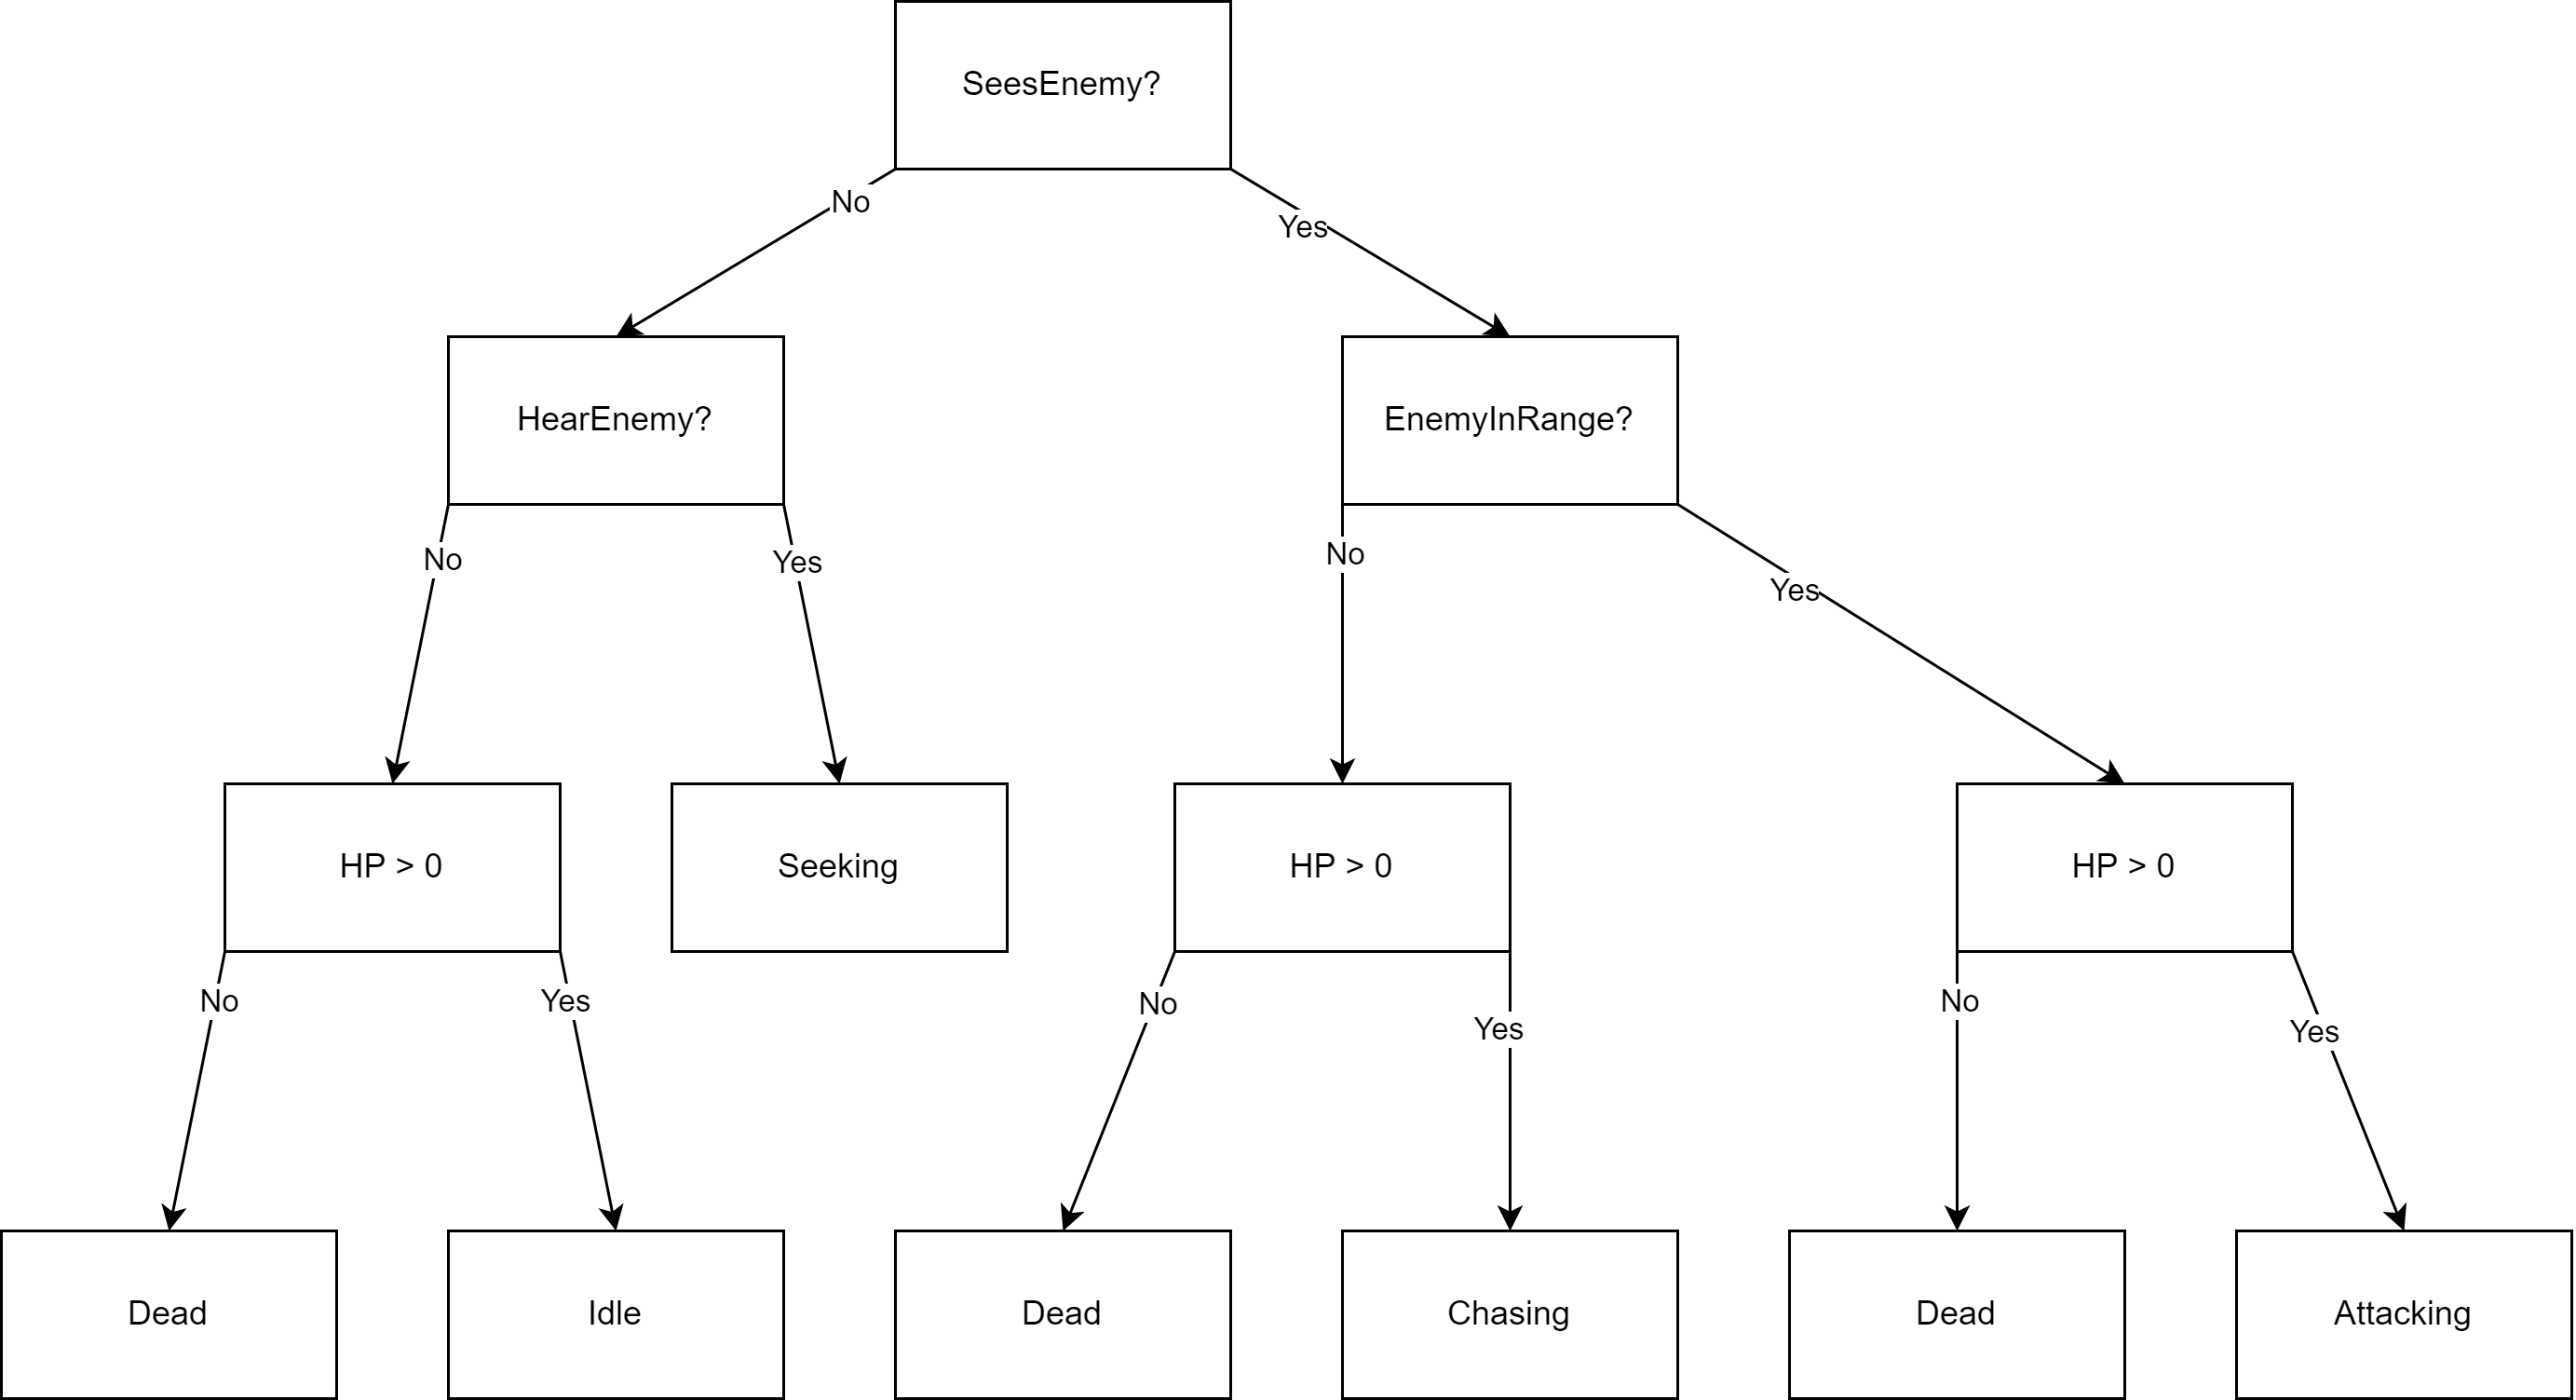 SeesEnemy?
No
Yes
HearEnemy?
EnemyInRange?
No
Yes
No
Yes
HP > 0
Seeking
HP > 0
HP > 0
No
Yes
No
Yes
No
Yes
Dead
Idle
Dead
Chasing
Dead
Attacking